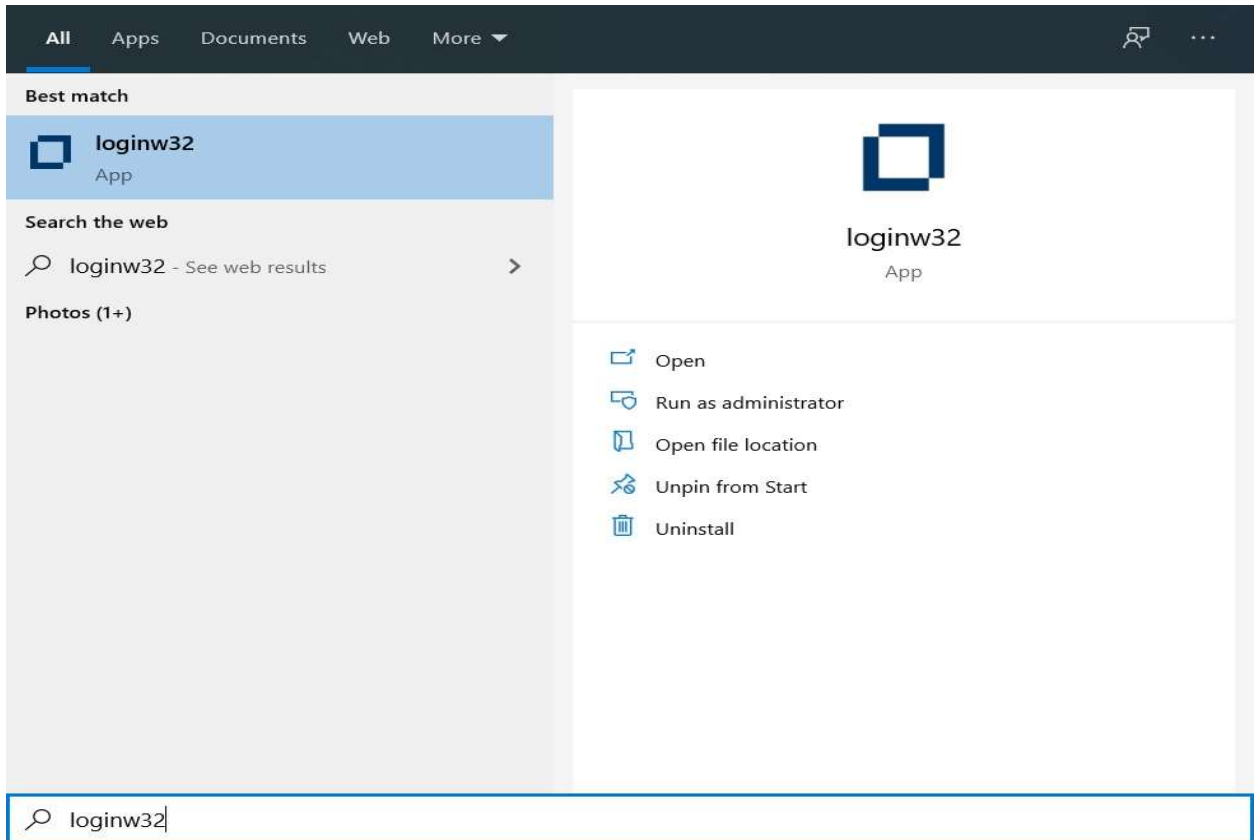 All Apps Documents Web More
Best match
loginw32
App
Search the web
loginw32 - See web results
Photos (1+)
loginw32
App
Open
Run as administrator
Open file location
Unpin from Start
Uninstall
loginw32